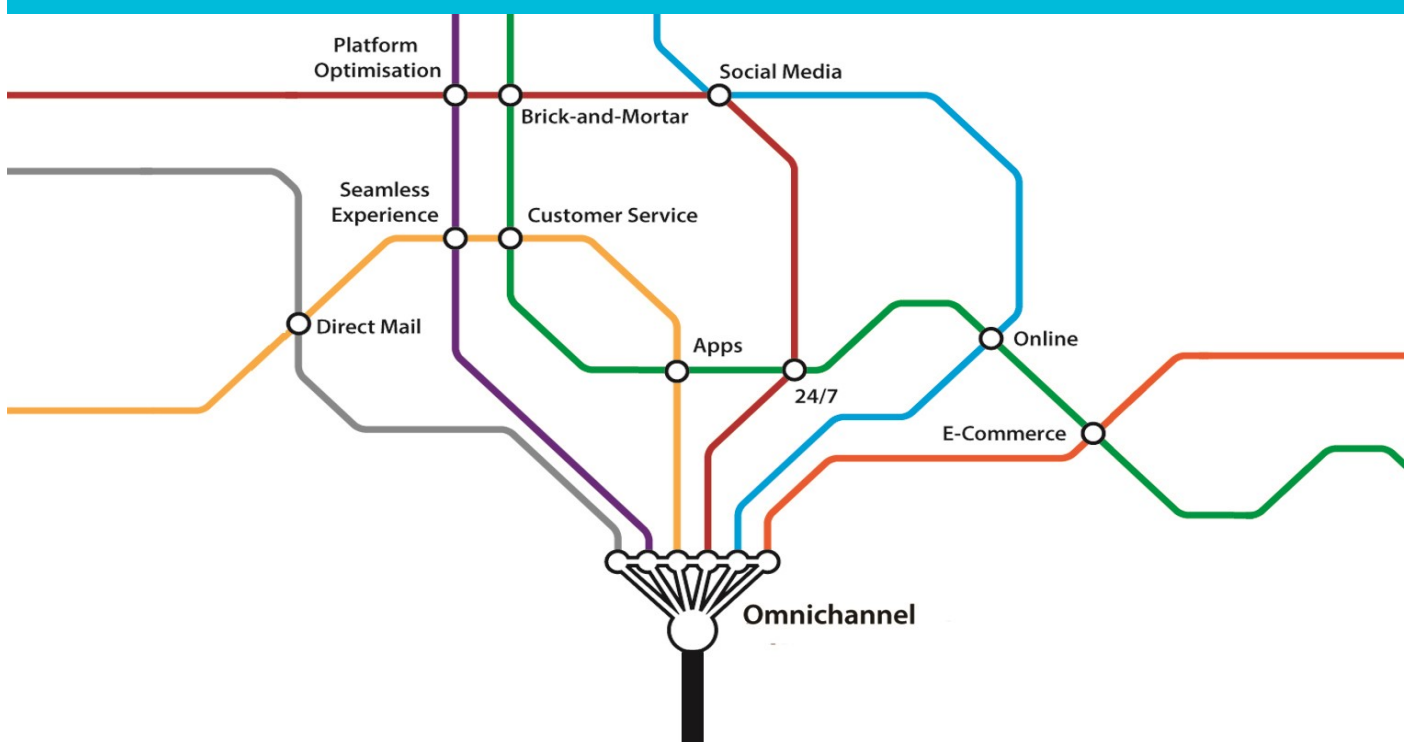 Platform
Optimisation
Social Media
Brick-and-Mortar
Seamless
Experience
Customer Service
Direct Mail
Apps
Online
24/7
E-Commerce
Omnichannel